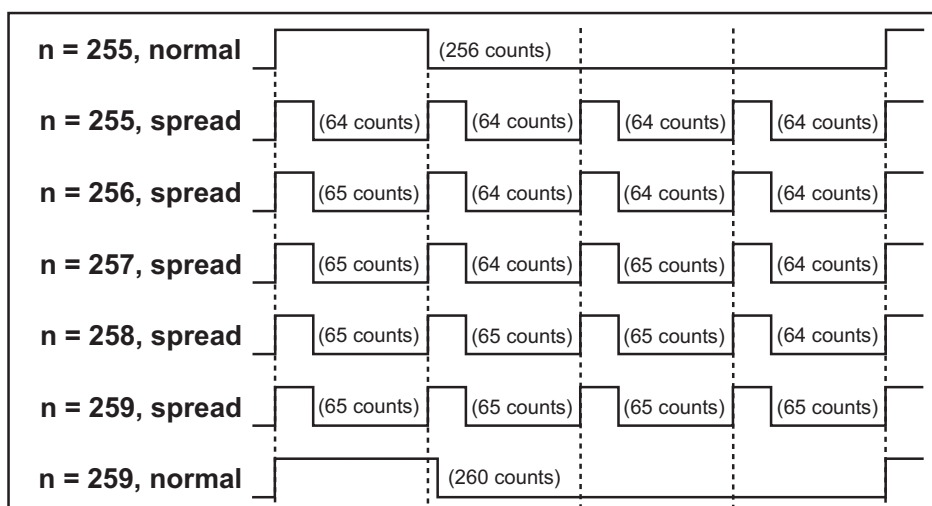 n = 255, normal (256 counts)
n = 255, spread (64 counts) (64 counts) (64 counts) (64 counts)
n = 256, spread (65 counts) (64 counts) (64 counts) (64 counts)
n = 257, spread (65 counts) (64 counts) (65 counts) (64 counts)
n = 258, spread (65 counts) (65 counts) (65 counts) (64 counts)
n = 259, spread (65 counts) (65 counts) (65 counts) (65 counts)
n = 259, normal (260 counts)